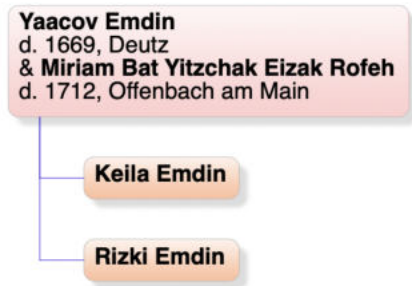 Yaacov Emdin
d. 1669, Deutz
& Miriam Bat Yitzchak Eizak Rofeh
d. 1712, Offenbach am Main
Keila Emdin
Rizki Emdin